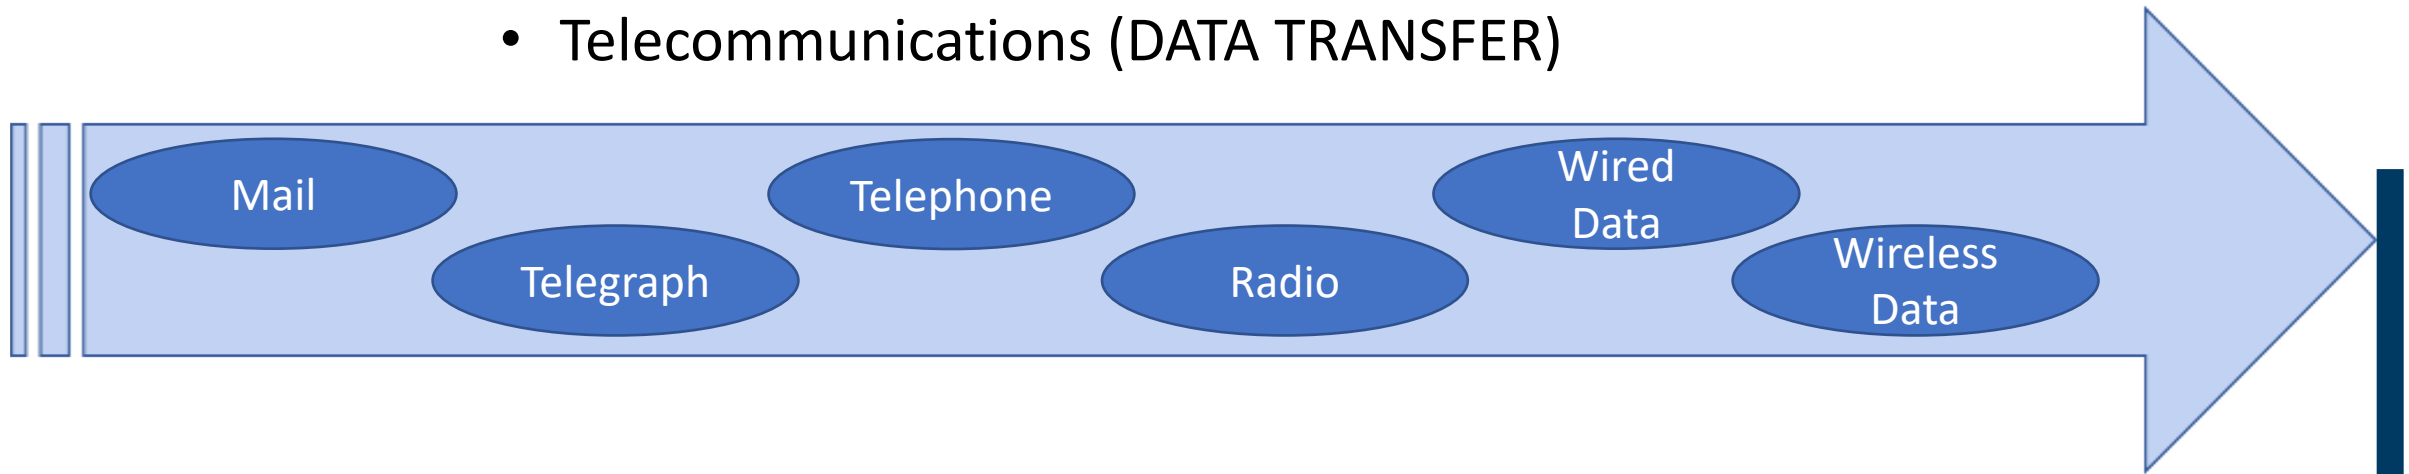 • Telecommunications (DATA TRANSFER)
Mail
Telegraph
Telephone
Radio
Wired
Data
Wireless
Data